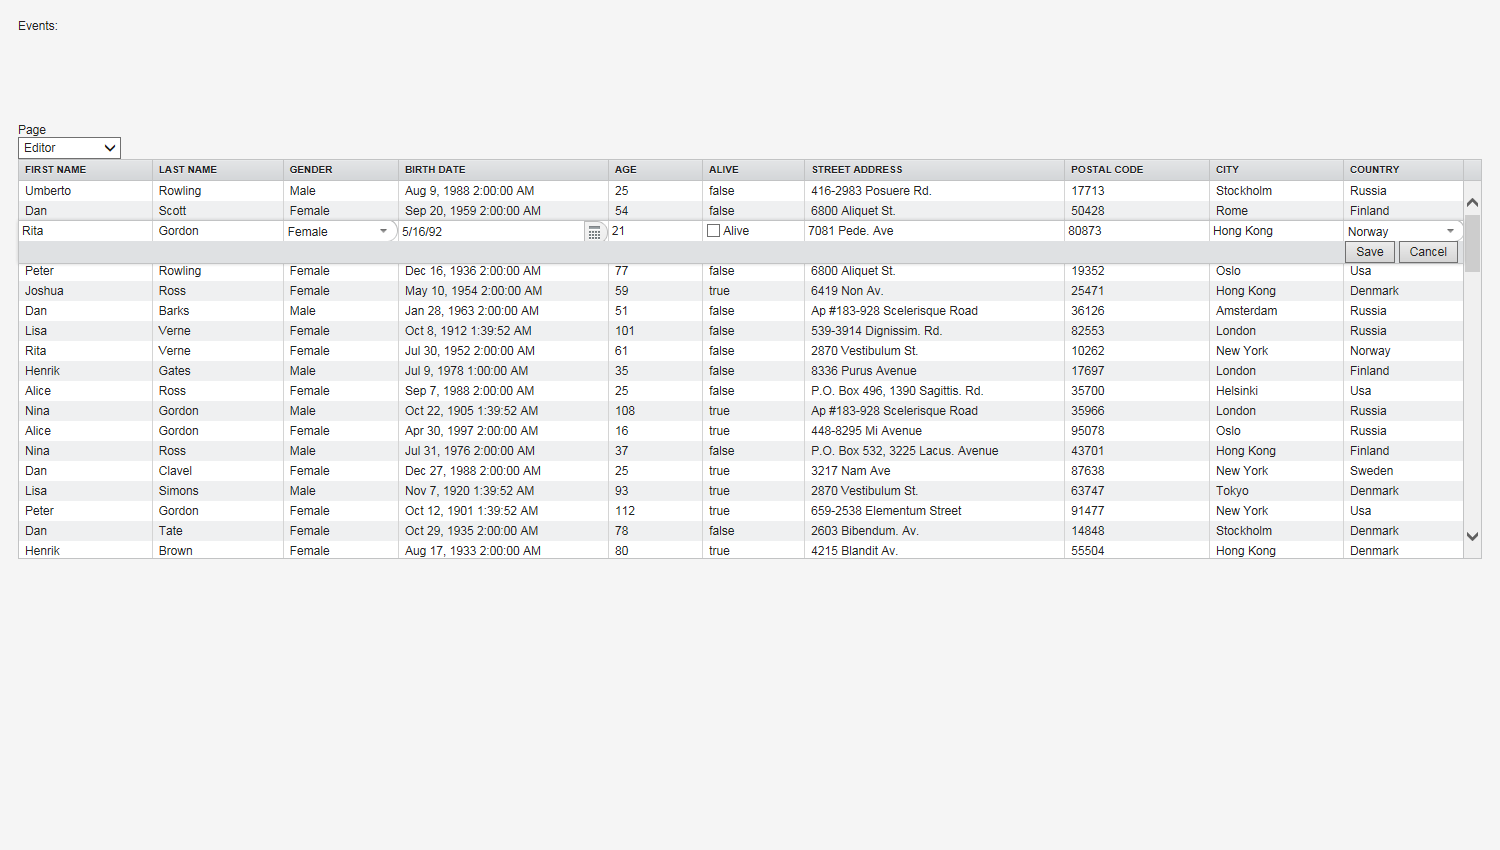 Events:
Page
Editor
FIRST NAME LAST NAME GENDER BIRTH DATE AGE ALIVE STREET ADDRESS POSTAL CODE CITY COUNTRY
Umberto Rowling Male Aug 9, 1988 2:00:00 AM 25 false 416-2983 Posuere Rd. 17713 Stockholm Russia
Dan Scott Female Sep 20, 1959 2:00:00 AM 54 false 6800 Aliquet St. 50428 Rome Finland
Rita Gordon Female 5/16/92 21 Alive 7081 Pede. Ave 80873 Hong Kong Norway
Save Cancel
Peter Rowling Female Dec 16, 1936 2:00:00 AM 77 false 6800 Aliquet St. 19352 Oslo Usa
Joshua Ross Female May 10, 1954 2:00:00 AM 59 true 6419 Non Av. 25471 Hong Kong Denmark
Dan Barks Male Jan 28, 1963 2:00:00 AM 51 false Ap #183-928 Scelerisque Road 36126 Amsterdam Russia
Lisa Verne Female Oct 8, 1912 1:39:52 AM 101 false 539-3914 Dignissim. Rd. 82553 London Russia
Rita Verne Female Jul 30, 1952 2:00:00 AM 61 false 2870 Vestibulum St. 10262 New York Norway
Henrik Gates Male Jul 9, 1978 1:00:00 AM 35 false 8336 Purus Avenue 17697 London Finland
Alice Ross Female Sep 7, 1988 2:00:00 AM 25 false P.O. Box 496, 1390 Sagittis. Rd. 35700 Helsinki Usa
Nina Gordon Male Oct 22, 1905 1:39:52 AM 108 true Ap #183-928 Scelerisque Road 35966 London Russia
Alice Gordon Female Apr 30, 1997 2:00:00 AM 16 true 448-8295 Mi Avenue 95078 Oslo Russia
Nina Ross Male Jul 31, 1976 2:00:00 AM 37 false P.O. Box 532, 3225 Lacus. Avenue 43701 Hong Kong Finland
Dan Clavel Female Dec 27, 1988 2:00:00 AM 25 true 3217 Nam Ave 87638 New York Sweden
Lisa Simons Male Nov 7, 1920 1:39:52 AM 93 true 2870 Vestibulum St. 63747 Tokyo Denmark
Peter Gordon Female Oct 12, 1901 1:39:52 AM 112 true 659-2538 Elementum Street 91477 New York Usa
Dan Tate Female Oct 29, 1935 2:00:00 AM 78 false 2603 Bibendum. Av. 14848 Stockholm Denmark
Henrik Brown Female Aug 17, 1933 2:00:00 AM 80 true 4215 Blandit Av. 55504 Hong Kong Denmark